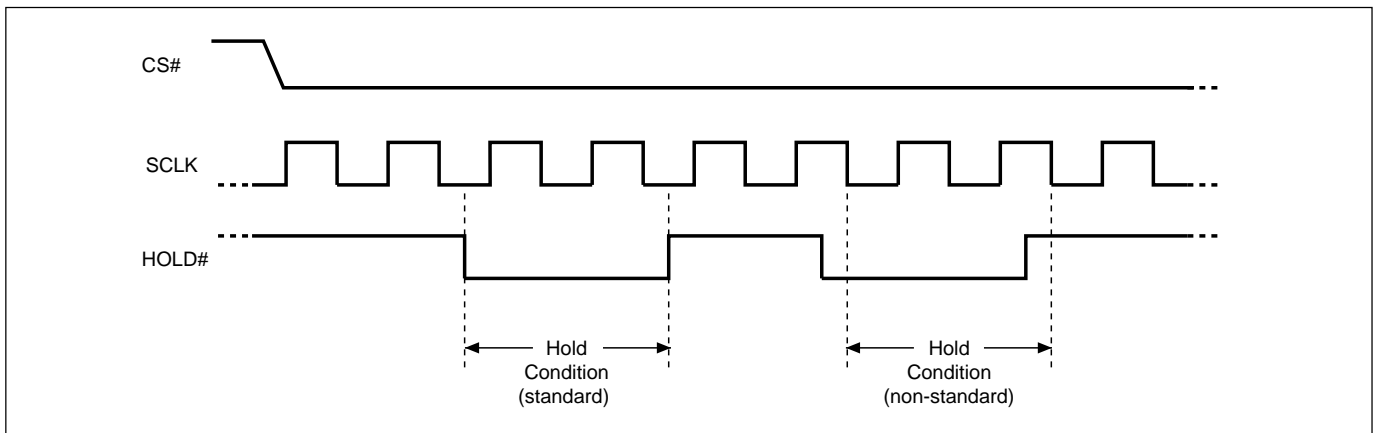 CS#
SCLK
HOLD#
Hold
Condition
(standard)
Hold
Condition
(non-standard)